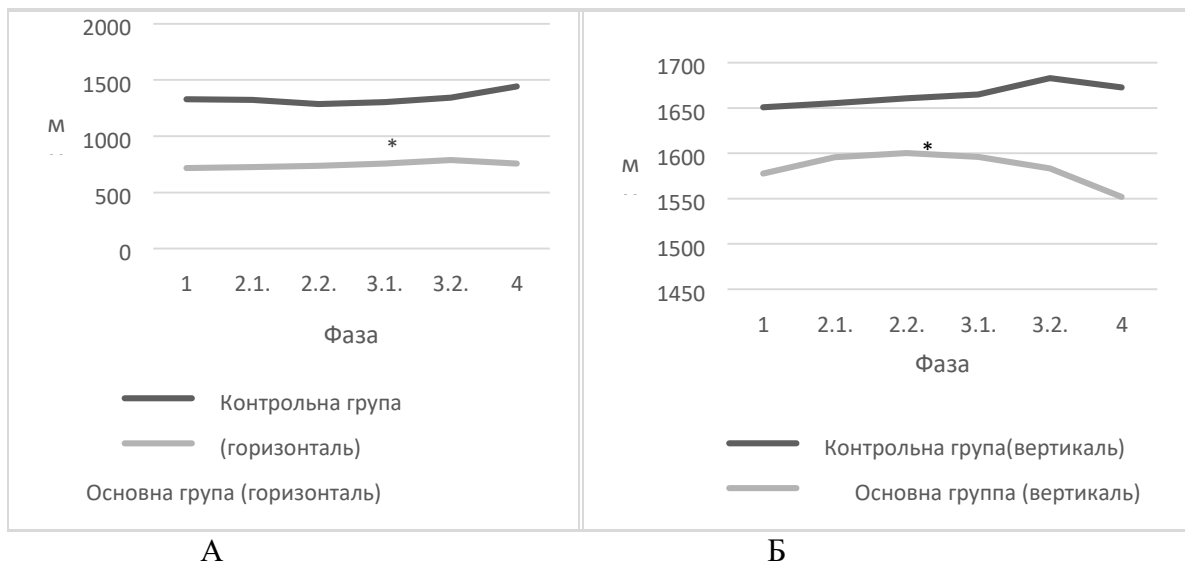 2000
1500
1000
500
0
м
*
1 2.1. 2.2. 3.1. 3.2. 4
Фаза
Контрольна група
(горизонталь)
Основна група (горизонталь)
А
1700
1650
1600
1550
1500
1450
м
*
1 2.1. 2.2. 3.1. 3.2. 4
Фаза
Контрольна група(вертикаль)
Основна группа (вертикаль)
Б